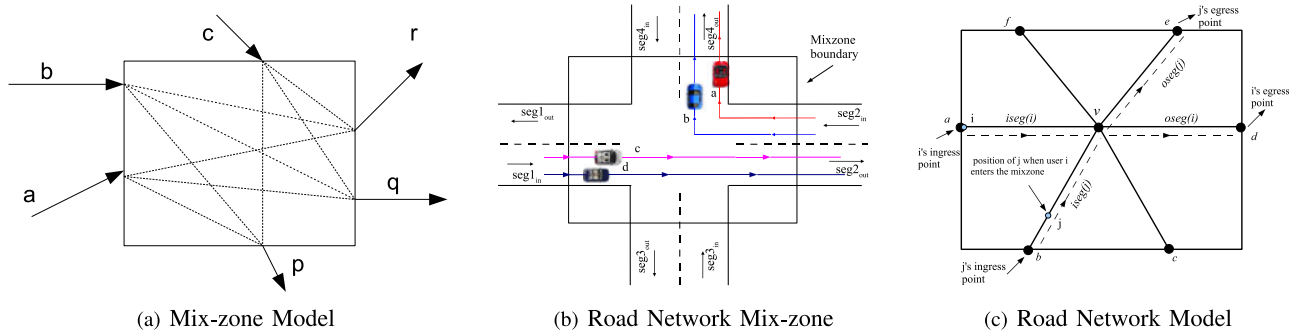 c
r
b
a
q
p
(a) Mix-zone Model
seg4in
seg4out
Mixzone
boundary
a
b
seg1out
seg2in
c
d
seg1in
seg2out
seg3out
seg3in
(b) Road Network Mix-zone
j's egress
point
f
e
oseg(j)
i's egress
point
a
i
iseg(i)
v
oseg(i)
d
i's ingress
point
position of j when user i
enters the mixzone
iseg(j)
j
j's ingress
point
b
c
(c) Road Network Model